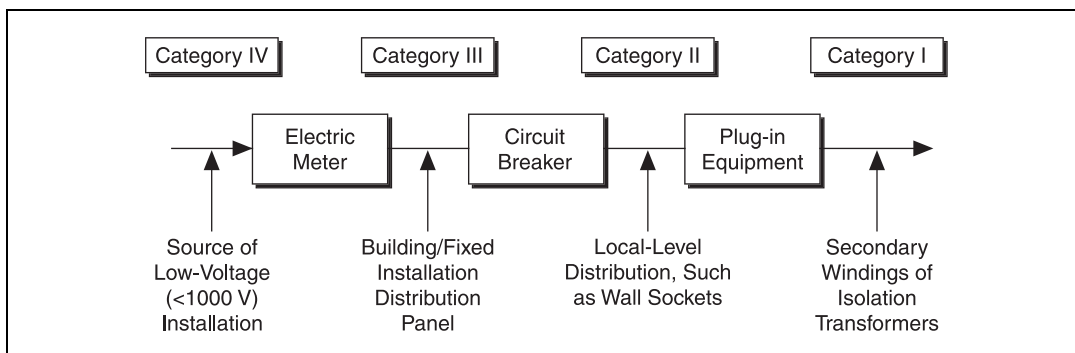 Category IV
Category III
Category II
Category I
Electric
Meter
Circuit
Breaker
Plug-in
Equipment
Source of
Low-Voltage
(<1000 V)
Installation
Building/Fixed
Installation
Distribution
Panel
Local-Level
Distribution, Such
as Wall Sockets
Secondary
Windings of
Isolation
Transformers